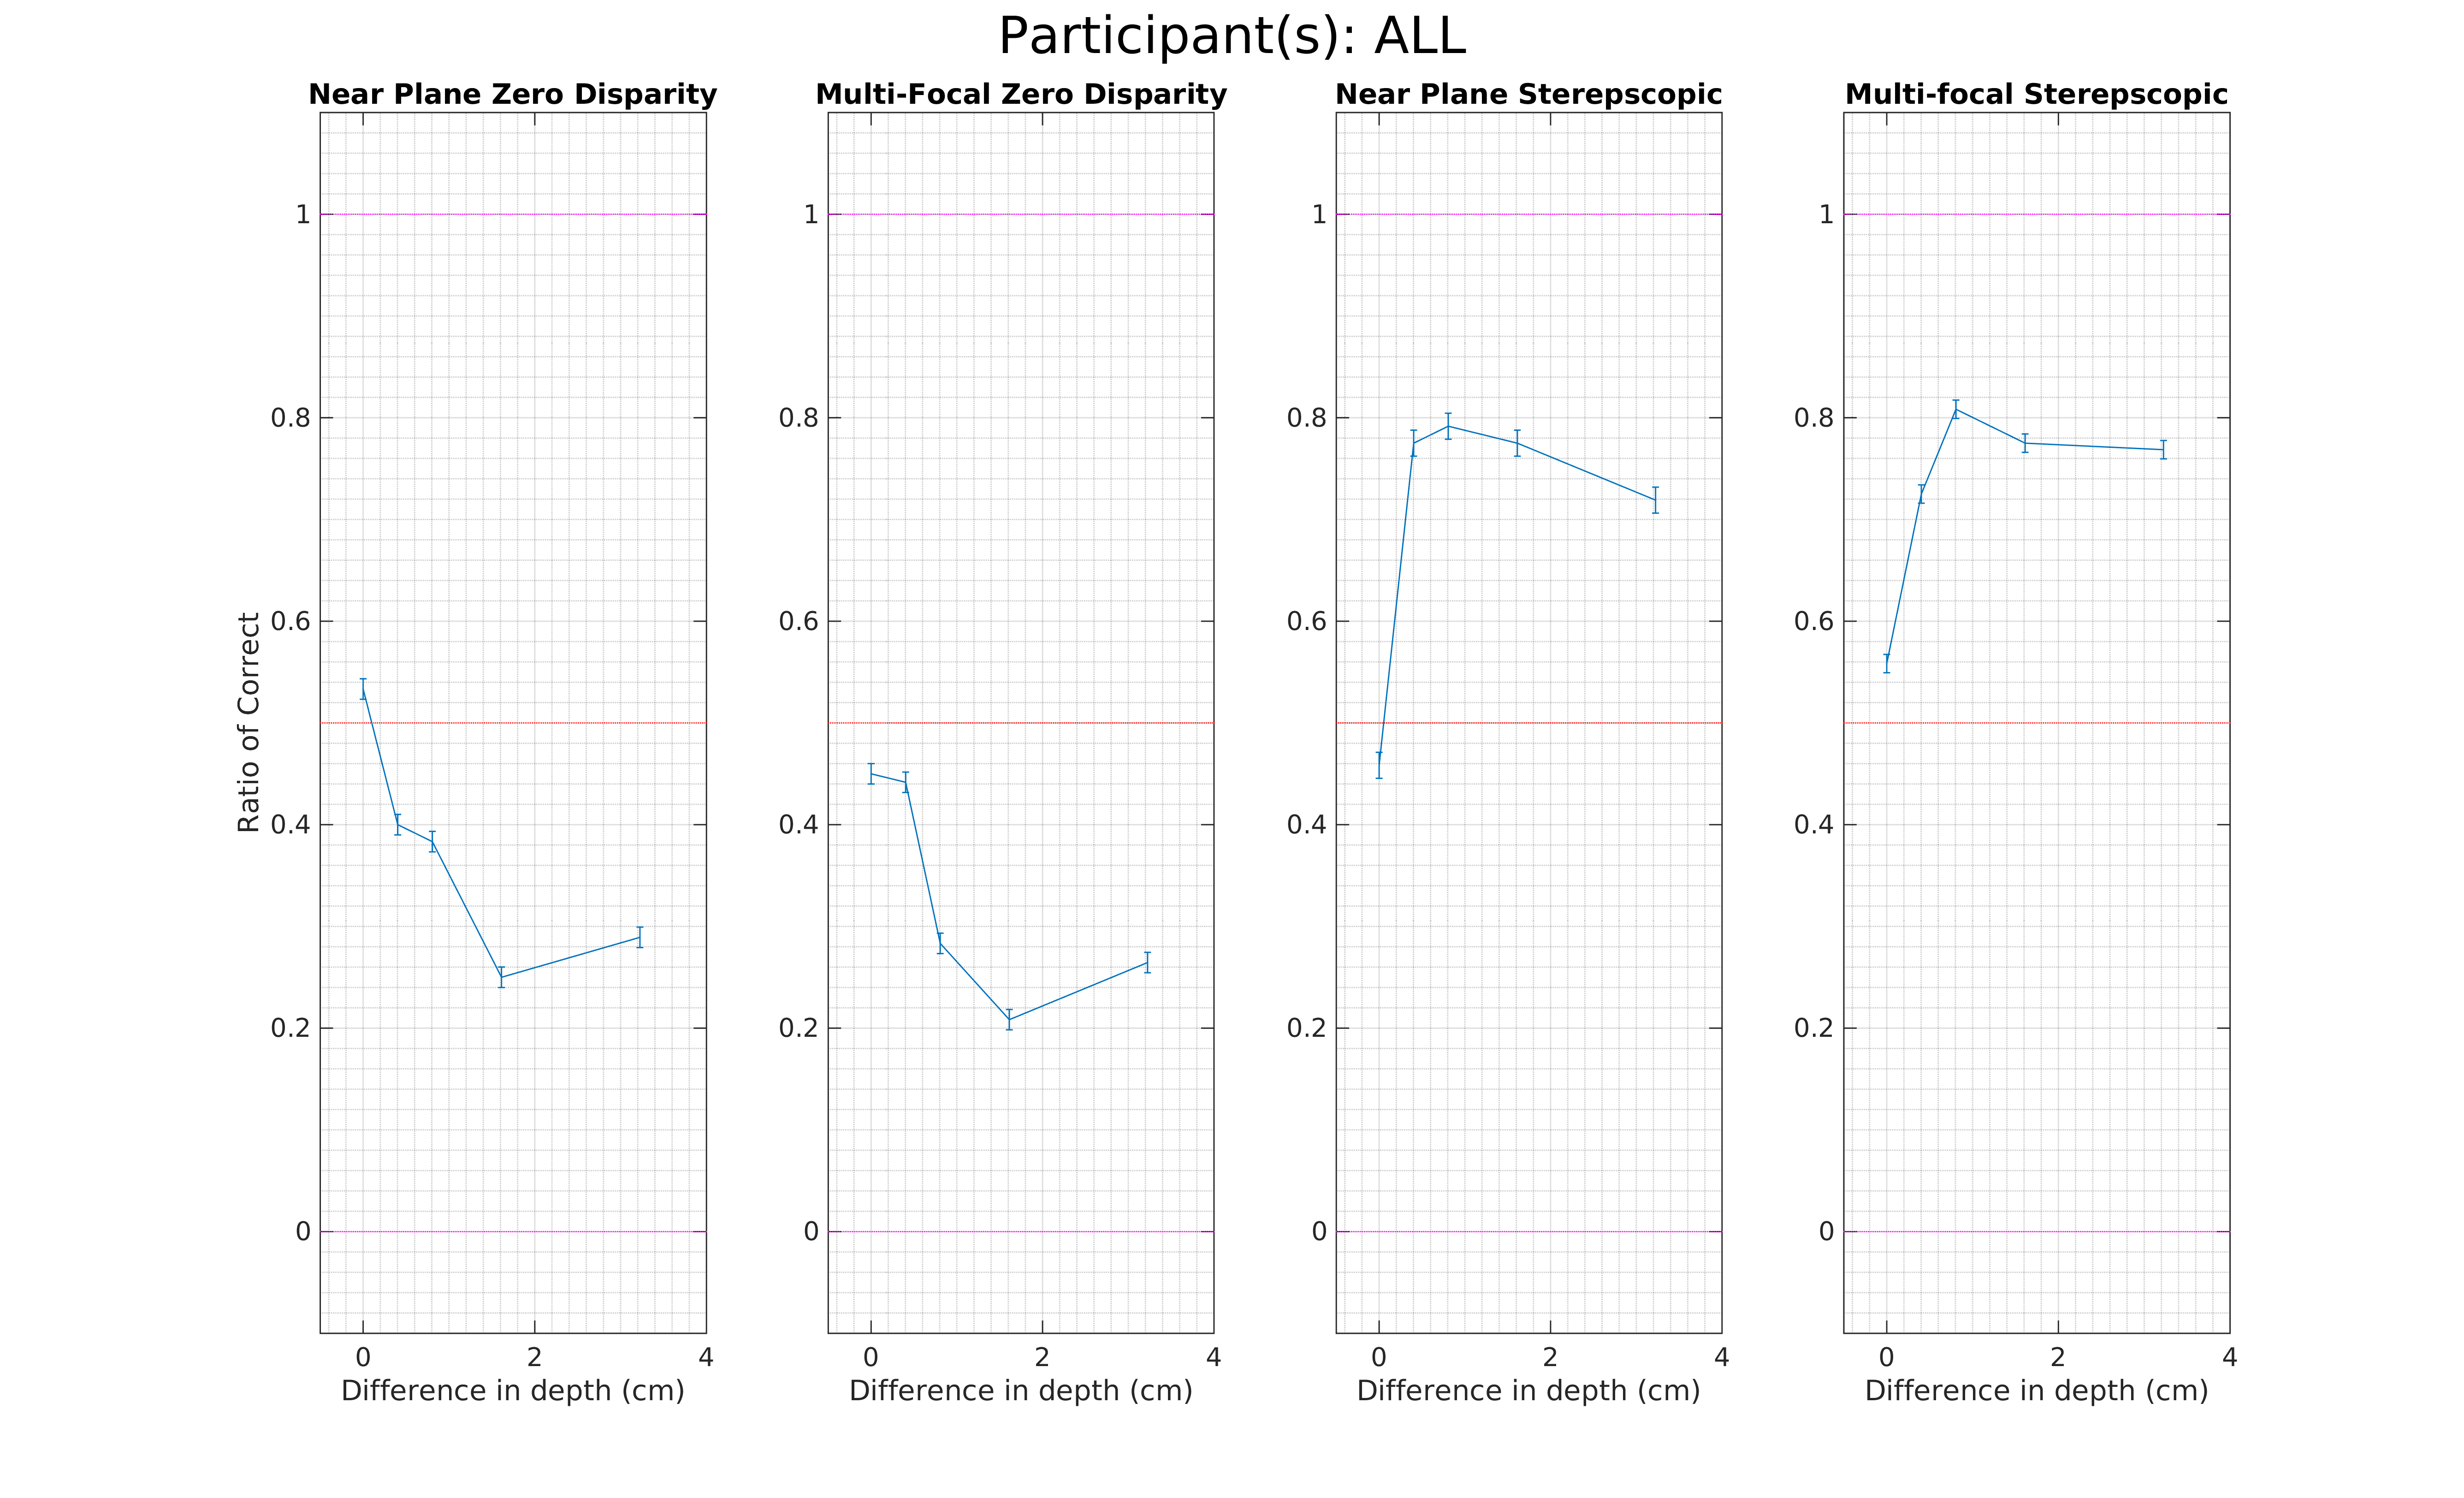 Participant(s): ALL
Near Plane Zero Disparity
Multi-Focal Zero Disparity
Near Plane Sterepscopic
Multi-focal Sterepscopic
Ratio of Correct
1
0.8
0.6
0.4
0.2
0
0 2 4
Difference in depth (cm)
1
0.8
0.6
0.4
0.2
0
0 2 4
Difference in depth (cm)
1
0.8
0.6
0.4
0.2
0
0 2 4
Difference in depth (cm)
1
0.8
0.6
0.4
0.2
0
0 2 4
Difference in depth (cm)